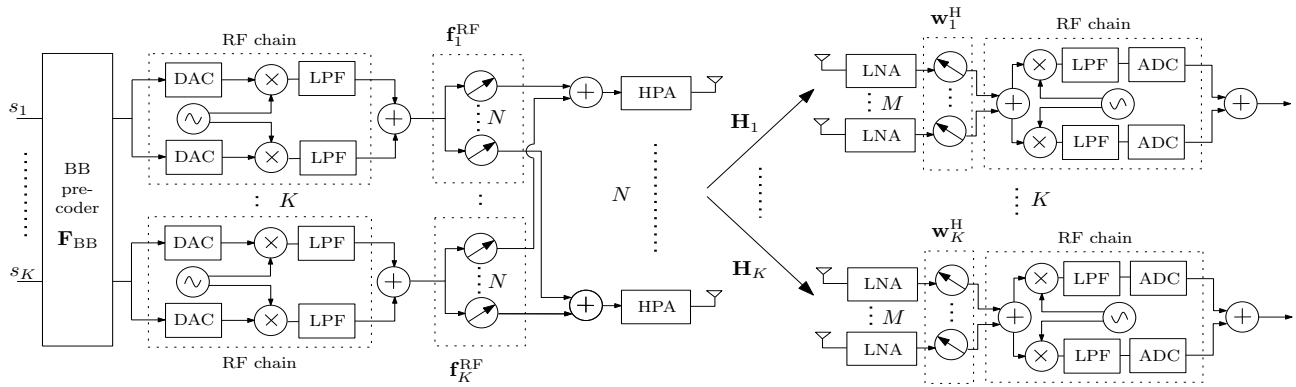 RF chain
DAC
LPF
s_1
DAC
LPF
BB
pre-
coder
F_BB
K
DAC
LPF
s_K
DAC
LPF
RF chain
f_1^RF
N
N
f_K^RF
HPA
N
HPA
H_1
H_K
w_1^H
RF chain
LNA
LPF
ADC
M
LNA
LPF
ADC
K
w_K^H
RF chain
LNA
LPF
ADC
M
LNA
LPF
ADC